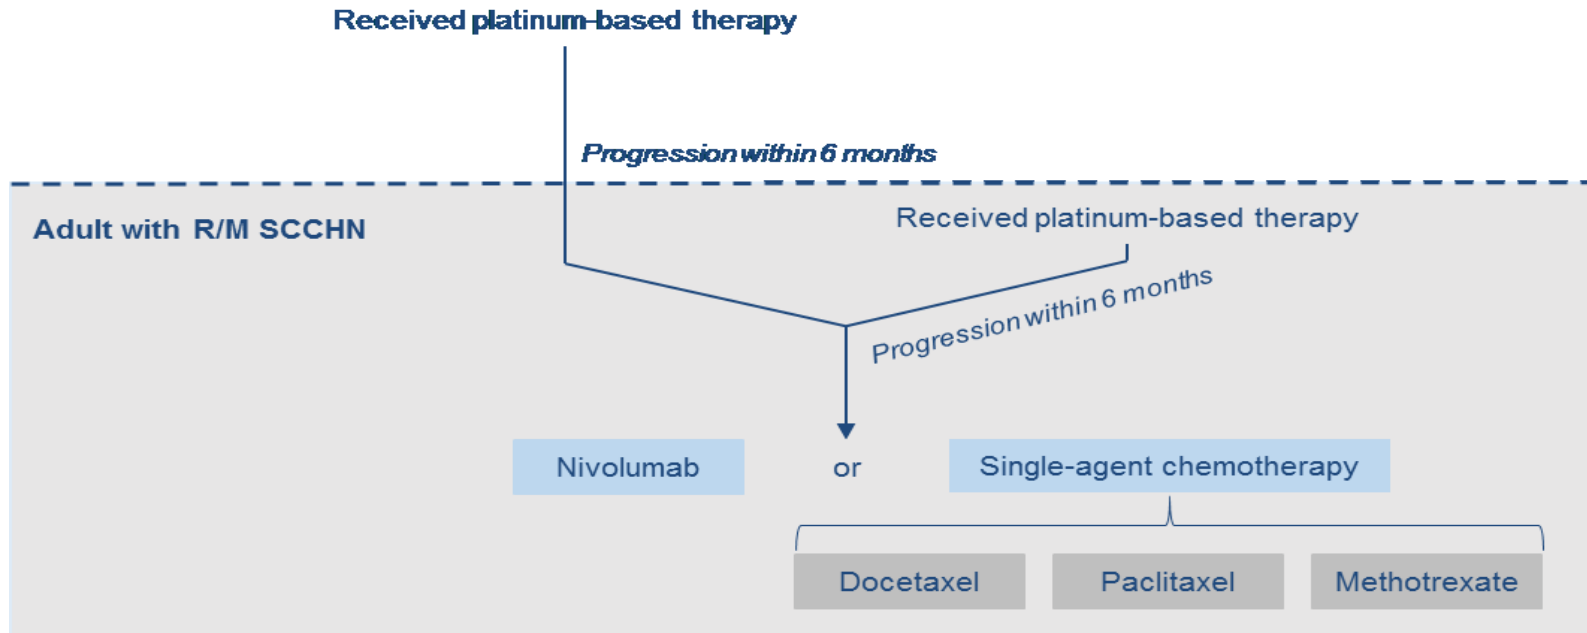 Received platinum-based therapy
Progression within 6 months
Adult with R/M SCCHN
Received platinum-based therapy
Progression within 6 months
Nivolumab
or
Single-agent chemotherapy
Docetaxel
Paclitaxel
Methotrexate